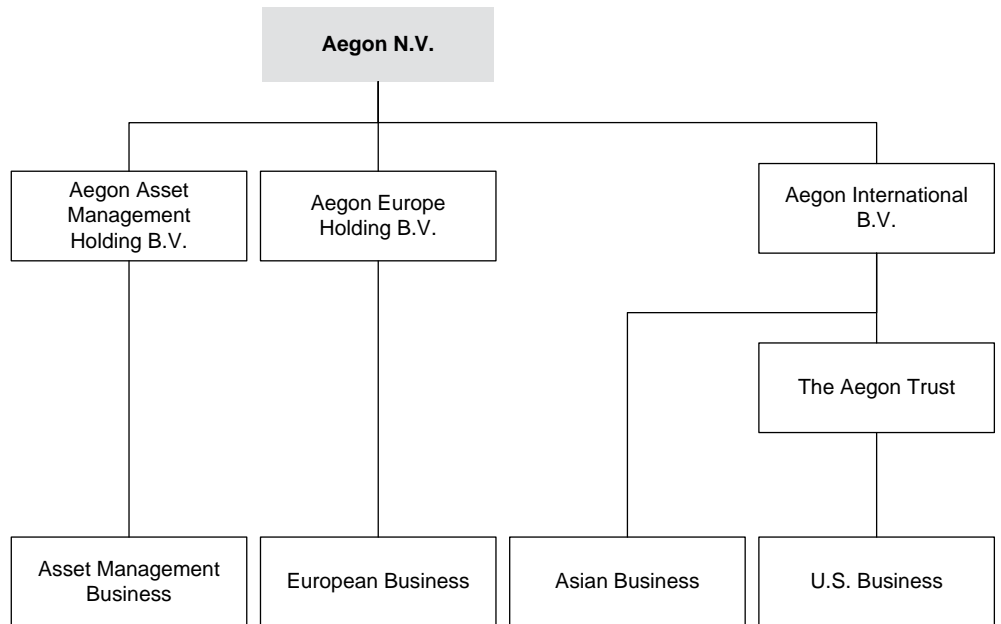 Aegon N.V.
Aegon Asset
Management
Holding B.V.
Aegon Europe
Holding B.V.
Aegon International
B.V.
The Aegon Trust
Asset Management
Business
European Business
Asian Business
U.S. Business